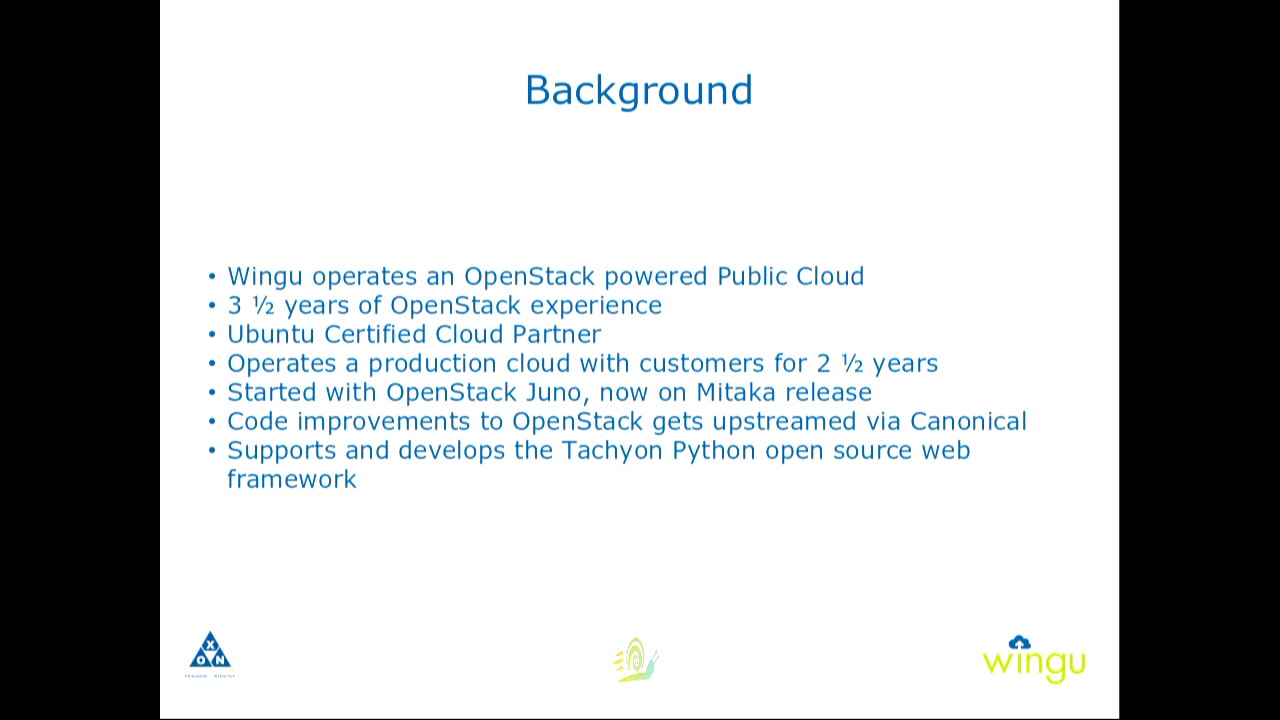 Background
• Wingu operates an OpenStack powered Public Cloud
• 3 ½ years of OpenStack experience
• Ubuntu Certified Cloud Partner
• Operates a production cloud with customers for 2 ½ years
• Started with OpenStack Juno, now on Mitaka release
• Code improvements to OpenStack gets upstreamed via Canonical
• Supports and develops the Tachyon Python open source web
framework
X
O N
wingu